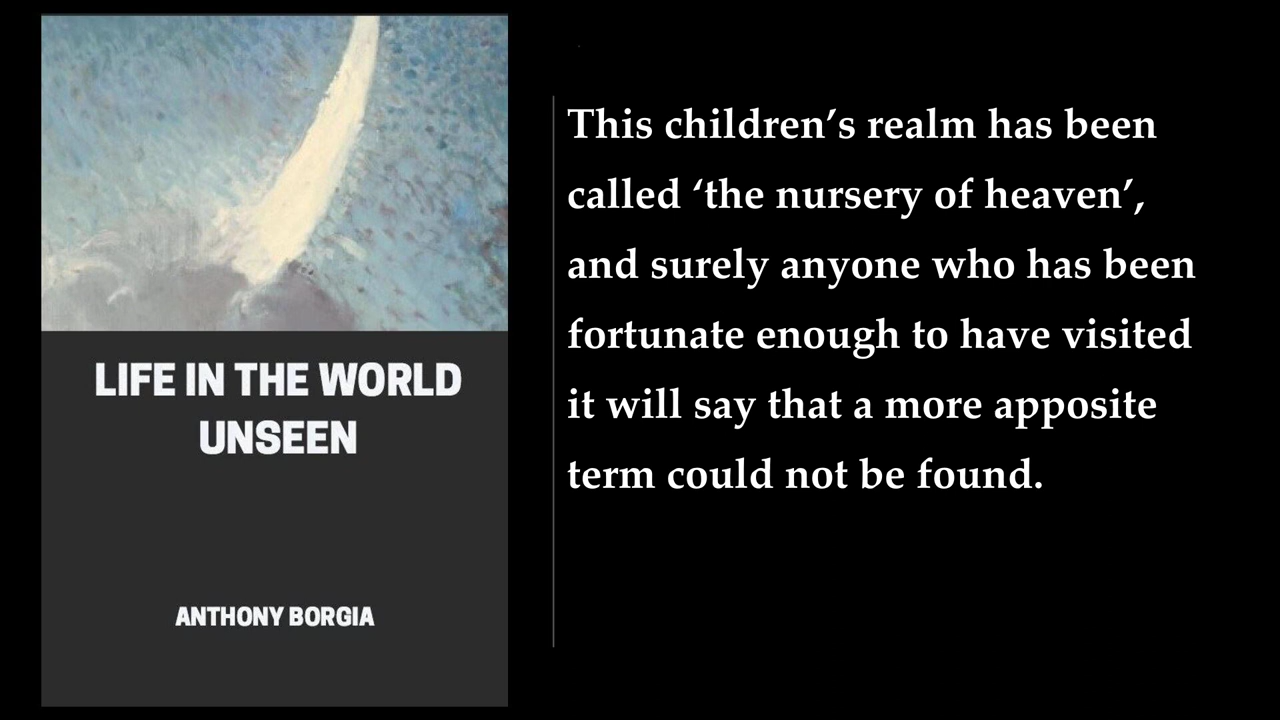 LIFE IN THE WORLD
UNSEEN
ANTHONY BORGIA
This children’s realm has been
called ‘the nursery of heaven’,
and surely anyone who has been
fortunate enough to have visited
it will say that a more apposite
term could not be found.